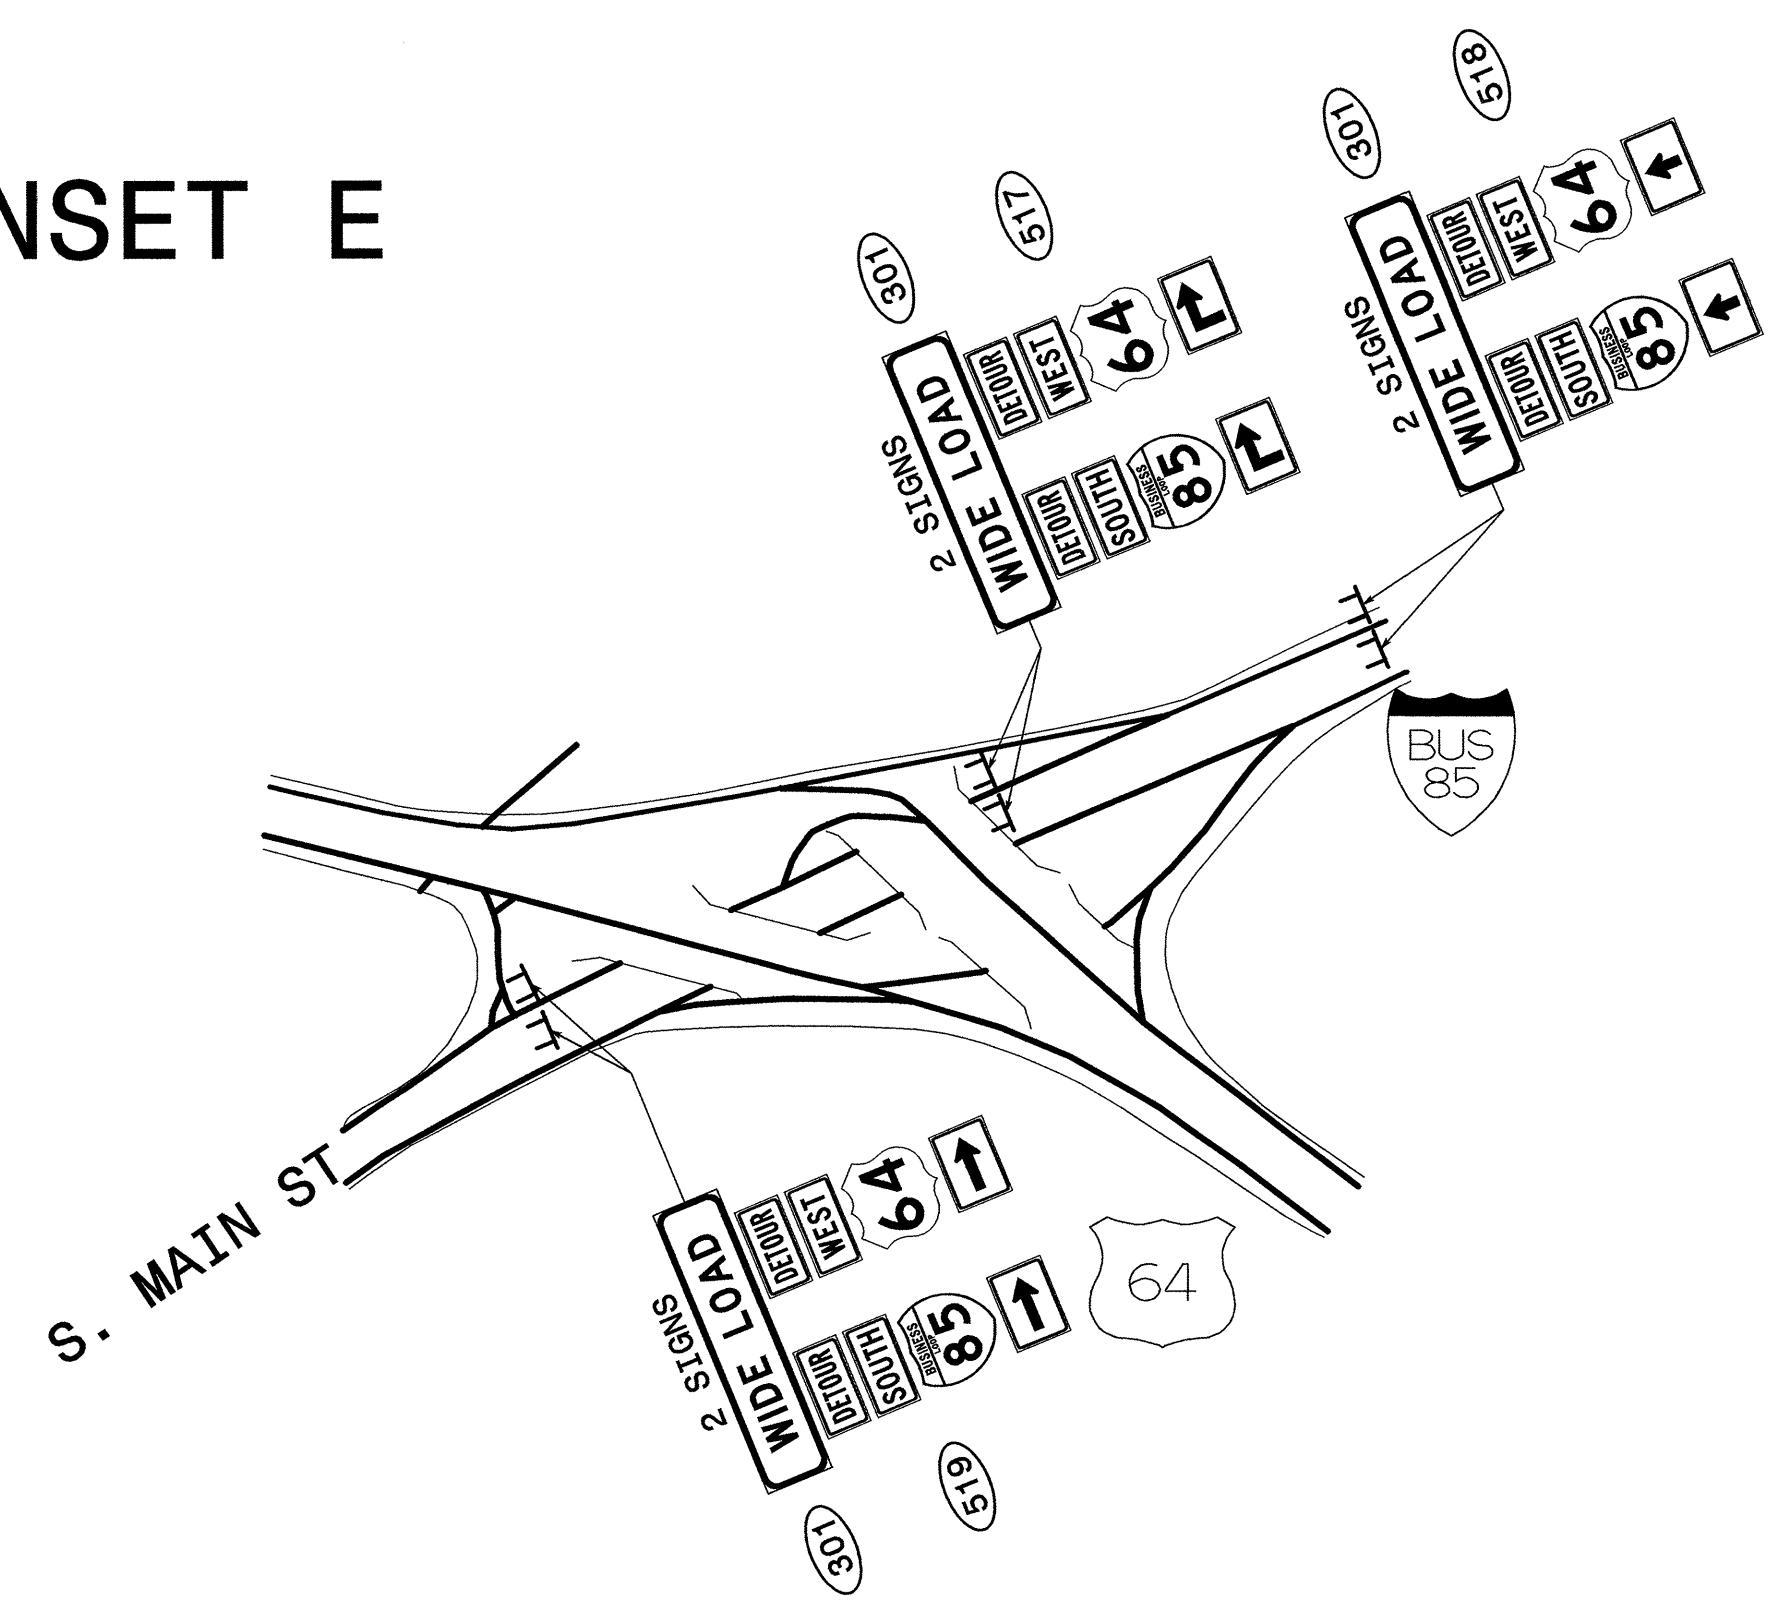 NSET E
301
517
2 SIGNS
WIDE LOAD
DETOUR
WEST
64
DETOUR
SOUTH
BUSINESS
LOOP
85
301
518
2 SIGNS
WIDE LOAD
DETOUR
WEST
64
DETOUR
SOUTH
BUSINESS
LOOP
85
BUS
85
S. MAIN ST
2 SIGNS
WIDE LOAD
DETOUR
WEST
64
DETOUR
SOUTH
BUSINESS
LOOP
85
301
519
64